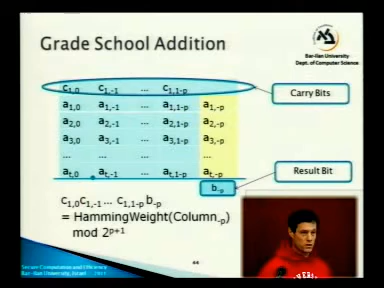 Grade School Addition
Bar-Ilan University
Dept. of Computer Science
c1,0 c1,-1 ... c1,1-p
Carry Bits
a1,0 a1,-1 ... a1,1-p a1,-p
a2,0 a2,-1 ... a2,1-p a2,-p
a3,0 a3,-1 ... a3,1-p a3,-p
... ... ...
at,0 at,-1 ... at,1-p at,-p
Result Bit
b-p
c1,0c1,-1 ... c1,1-p b-p
= HammingWeight(Column-p)
mod 2p+1
Secure Computation and Efficiency
Bar-Ilan University, Israel 2011
44